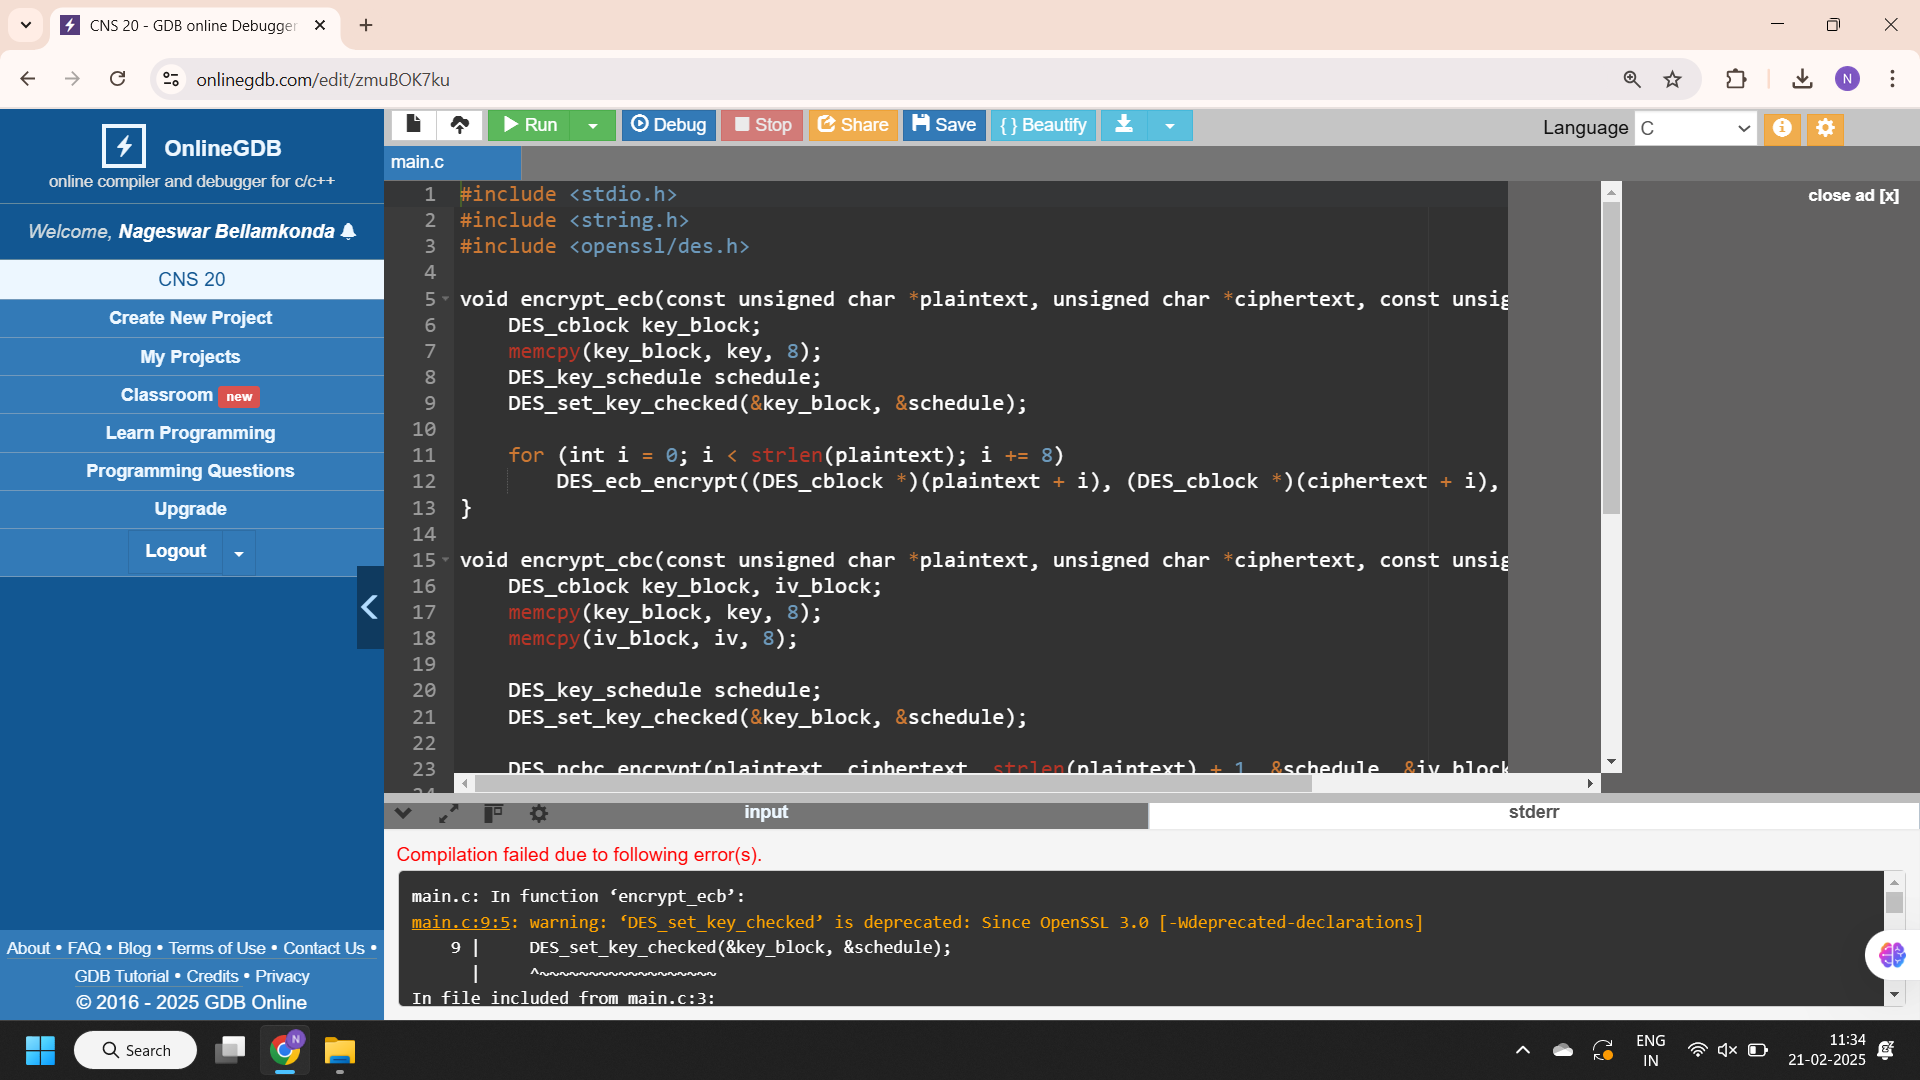 CNS 20 - GDB online Debugger
onlinegdb.com/edit/zmuBOK7ku
N
OnlineGDB
online compiler and debugger for c/c++
Welcome, Nageswar Bellamkonda
CNS 20
Create New Project
My Projects
Classroom new
Learn Programming
Programming Questions
Upgrade
Logout
About • FAQ • Blog • Terms of Use • Contact Us •
GDB Tutorial • Credits • Privacy
© 2016 - 2025 GDB Online
Run Debug Stop Share Save { } Beautify
Language C
main.c
close ad [x]
1 #include <stdio.h>
2 #include <string.h>
3 #include <openssl/des.h>
4
5 void encrypt_ecb(const unsigned char *plaintext, unsigned char *ciphertext, const unsig
6 DES_cblock key_block;
7 memcpy(key_block, key, 8);
8 DES_key_schedule schedule;
9 DES_set_key_checked(&key_block, &schedule);
10
11 for (int i = 0; i < strlen(plaintext); i += 8)
12 DES_ecb_encrypt((DES_cblock *)(plaintext + i), (DES_cblock *)(ciphertext + i),
13 }
14
15 void encrypt_cbc(const unsigned char *plaintext, unsigned char *ciphertext, const unsig
16 DES_cblock key_block, iv_block;
17 memcpy(key_block, key, 8);
18 memcpy(iv_block, iv, 8);
19
20 DES_key_schedule schedule;
21 DES_set_key_checked(&key_block, &schedule);
22
23 DES_ncbc_encrypt(plaintext, ciphertext, strlen(plaintext) + 1, &schedule, &iv_block
24
input
stderr
Compilation failed due to following error(s).
main.c: In function ‘encrypt_ecb’:
main.c:9:5: warning: ‘DES_set_key_checked’ is deprecated: Since OpenSSL 3.0 [-Wdeprecated-declarations]
9 | DES_set_key_checked(&key_block, &schedule);
| ^~~~~~~~~~~~~~~~~~~
In file included from main.c:3:
Search
N
ENG
IN
11:34
21-02-2025